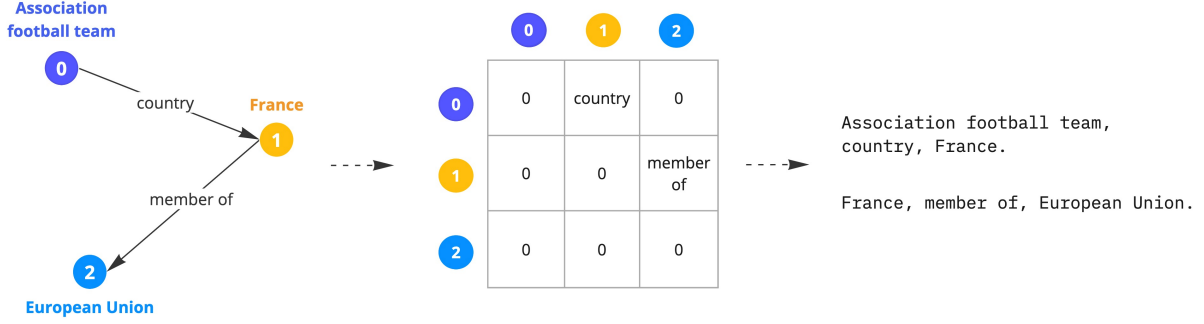 Association
football team
0
country
France
1
member of
2
European Union
0 1 2
0 0 country 0
1 0 0 member of
2 0 0 0
Association football team,
country, France.
France, member of, European Union.